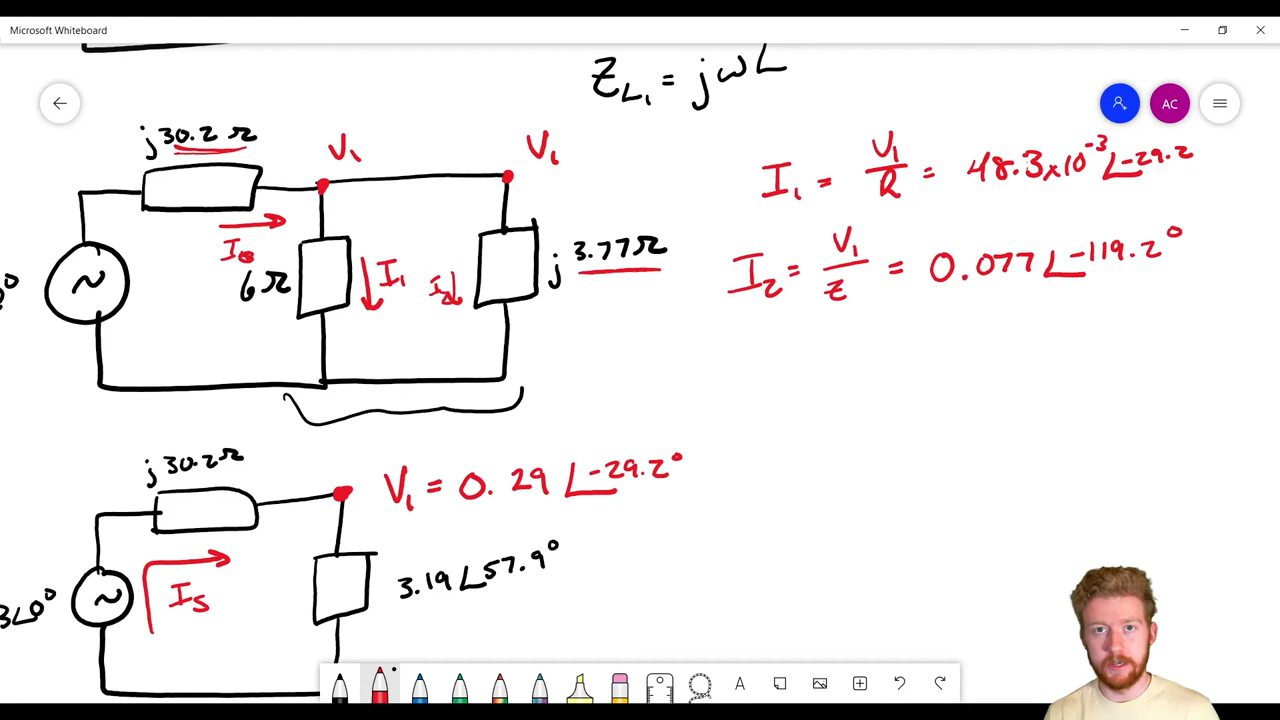 Microsoft Whiteboard
Z_L₁ = jωL
AC
j30.2Ω
V₁
V₁
I₁ = V₁/R = 48.3x10⁻³∠-29.2
I₂ = V₁/Z = 0.077∠-119.2°
6Ω
I₁
j3.77Ω
j30.2Ω
V₁ = 0.29∠-29.2°
I_S
3.19∠57.9°
3∠0°
A